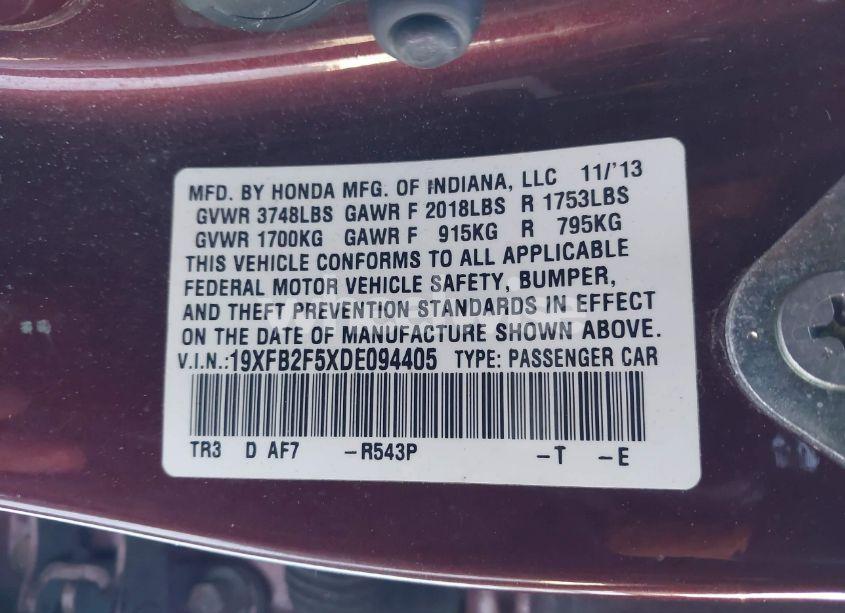 MFD. BY HONDA MFG. OF INDIANA, LLC 11/'13
GVWR 3748LBS GAWR F 2018LBS R 1753LBS
GVWR 1700KG GAWR F 915KG R 795KG
THIS VEHICLE CONFORMS TO ALL APPLICABLE
FEDERAL MOTOR VEHICLE SAFETY, BUMPER,
AND THEFT PREVENTION STANDARDS IN EFFECT
ON THE DATE OF MANUFACTURE SHOWN ABOVE.
V.I.N.:19XFB2F5XDE094405 TYPE: PASSENGER CAR
TR3 D AF7 -R543P -T -E